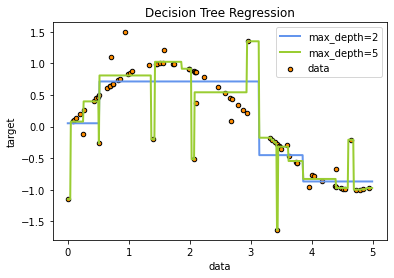 Decision Tree Regression
max_depth=2
max_depth=5
data
target
1.5
1.0
0.5
0.0
−0.5
−1.0
−1.5
0 1 2 3 4 5
data